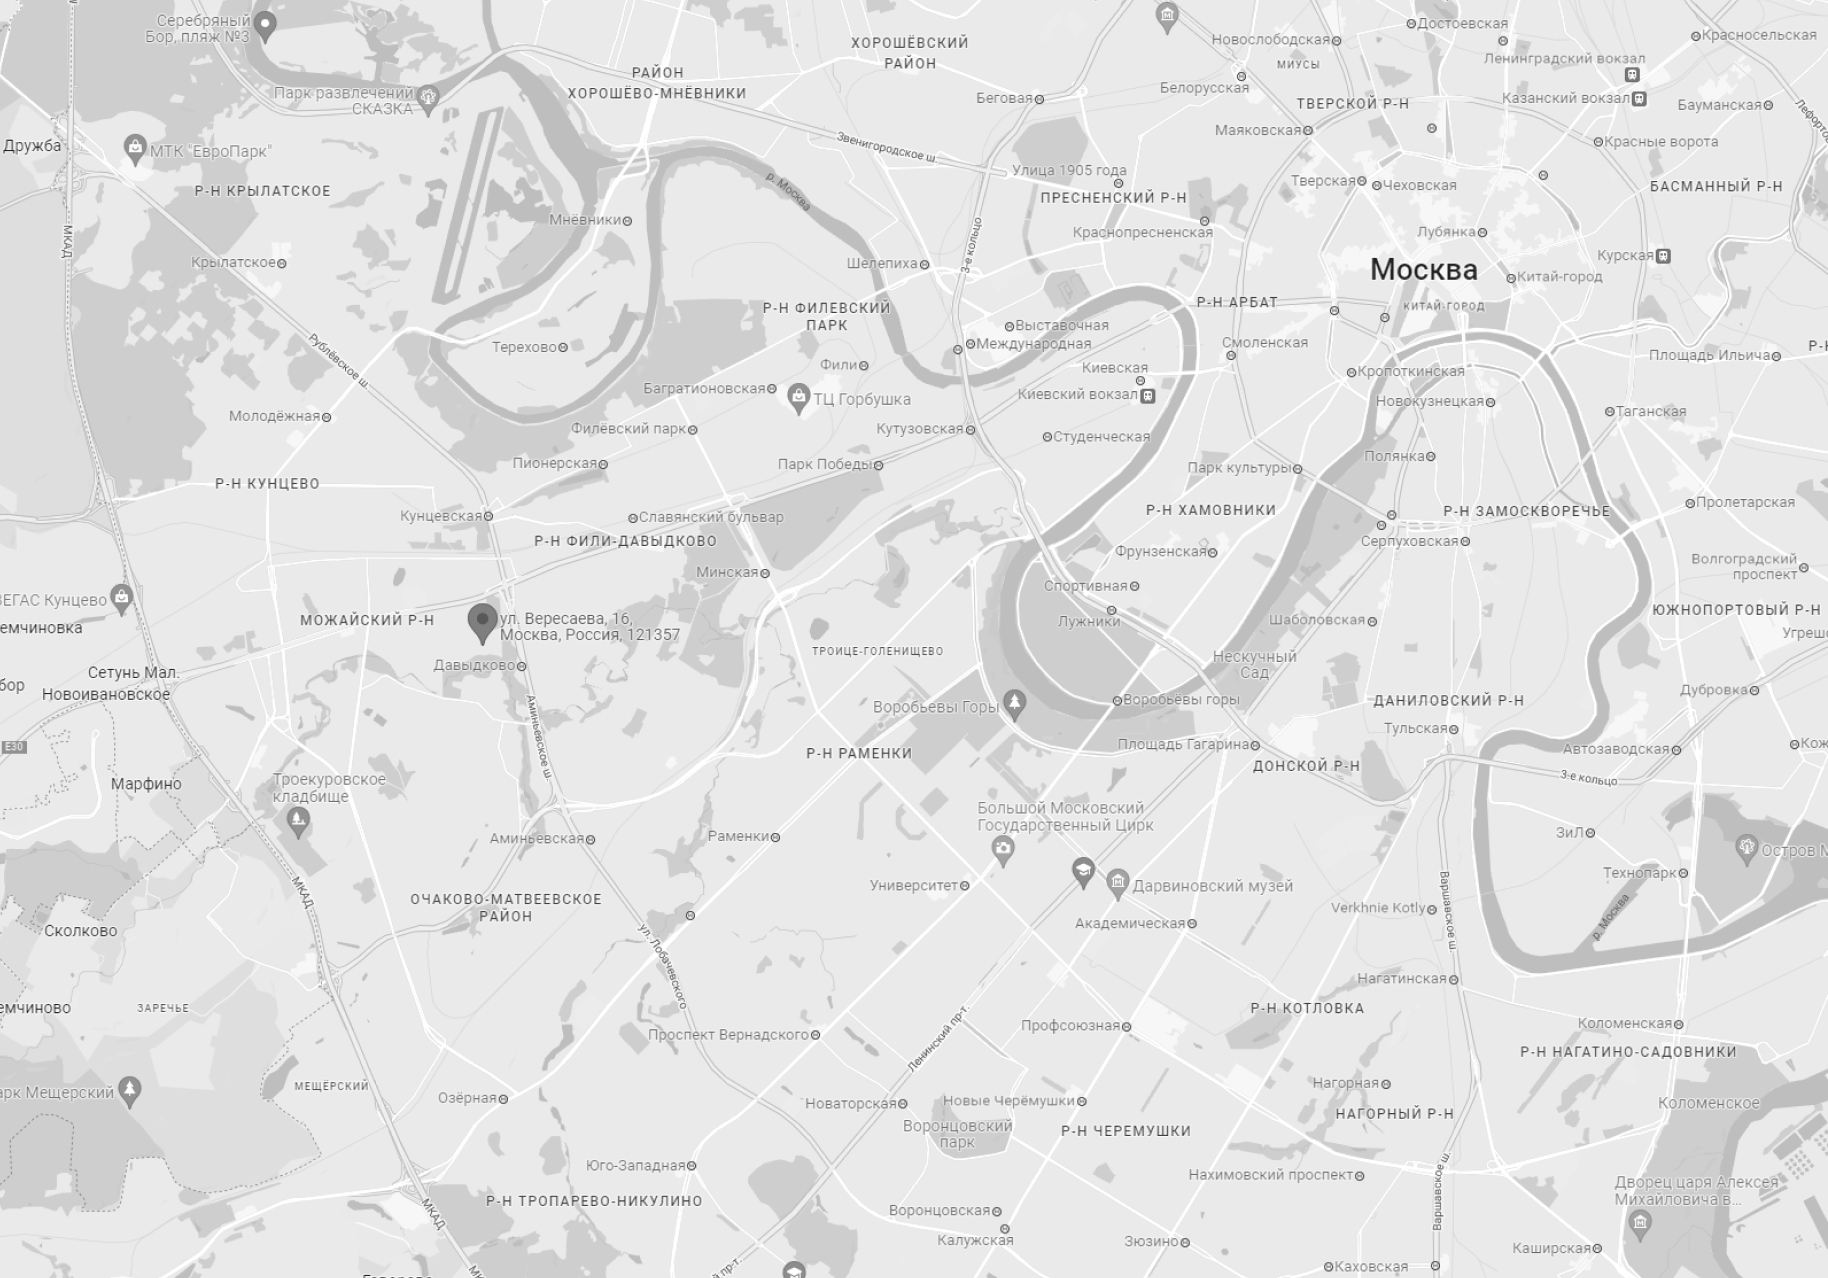 Серебряный
Бор, пляж №3
Достоевская
Красносельская
Новослободская
ХОРОШЁВСКИЙ
РАЙОН
Ленинградский вокзал
МИУСЫ
РАЙОН
ХОРОШЁВО-МНЁВНИКИ
Белорусская
Парк развлечений
СКАЗКА
Беговая
ТВЕРСКОЙ Р-Н
Казанский вокзал
Бауманская
Маяковская
Дружба
МТК "ЕвроПарк"
Звенигородское ш.
Красные ворота
Улица 1905 года
Р-Н КРЫЛАТСКОЕ
р. Москва
Тверская
Чеховская
БАСМАННЫЙ Р-Н
ПРЕСНЕНСКИЙ Р-Н
Мнёвники
Краснопресненская
Лубянка
МКАД
3-е кольцо
Крылатское
Шелепиха
Москва
Курская
Китай-город
Р-Н ФИЛЕВСКИЙ
ПАРК
Р-Н АРБАТ
КИТАЙ-ГОРОД
Выставочная
Международная
Смоленская
Рублёвское ш.
Терехово
Площадь Ильича
Фили
Киевская
Кропоткинская
Багратионовская
ТЦ Горбушка
Киевский вокзал
Новокузнецкая
Молодёжная
Таганская
Филёвский парк
Кутузовская
Студенческая
Пионерская
Парк Победы
Парк культуры
Полянка
Р-Н КУНЦЕВО
Пролетарская
Кунцевская
Славянский бульвар
Р-Н ХАМОВНИКИ
Р-Н ЗАМОСКВОРЕЧЬЕ
Р-Н ФИЛИ-ДАВЫДКОВО
Фрунзенская
Серпуховская
Волгоградский
проспект
Минская
Спортивная
ВЕГАС Кунцево
ЮЖНОПОРТОВЫЙ Р-Н
МОЖАЙСКИЙ Р-Н
ул. Вересаева, 16,
Москва, Россия, 121357
Лужники
Шаболовская
емчиновка
Угреш
ТРОИЦЕ-ГОЛЕНИЩЕВО
Нескучный
Сад
Давыдково
Сетунь Мал.
бор
Новоивановское
Дубровка
Воробьевы Горы
Воробьёвы горы
ДАНИЛОВСКИЙ Р-Н
Аминьевское ш.
Тульская
E30
Р-Н РАМЕНКИ
Площадь Гагарина
Автозаводская
Кож
ДОНСКОЙ Р-Н
3-е кольцо
Марфино
Троекуровское
кладбище
Большой Московский
Государственный Цирк
Аминьевская
Раменки
ЗиЛ
Остров М
Университет
Дарвиновский музей
Технопарк
МКАД
ОЧАКОВО-МАТВЕЕВСКОЕ
РАЙОН
Варшавское ш.
Verkhnie Kotly
р. Москва
Академическая
Сколково
ул. Лобачевского
Нагатинская
емчиново
ЗАРЕЧЬЕ
Р-Н КОТЛОВКА
Проспект Вернадского
Ленинский пр-т.
Профсоюзная
Коломенская
Р-Н НАГАТИНО-САДОВНИКИ
МЕЩЁРСКИЙ
Нагорная
арк Мещерский
Озёрная
Новаторская
Новые Черёмушки
Коломенское
НАГОРНЫЙ Р-Н
Воронцовский
парк
Р-Н ЧЕРЕМУШКИ
Юго-Западная
Нахимовский проспект
Варшавское ш.
Дворец царя Алексея
Михайловича в...
Р-Н ТРОПАРЕВО-НИКУЛИНО
МКАД
Воронцовская
Калужская
Зюзино
Каширская
Каховская